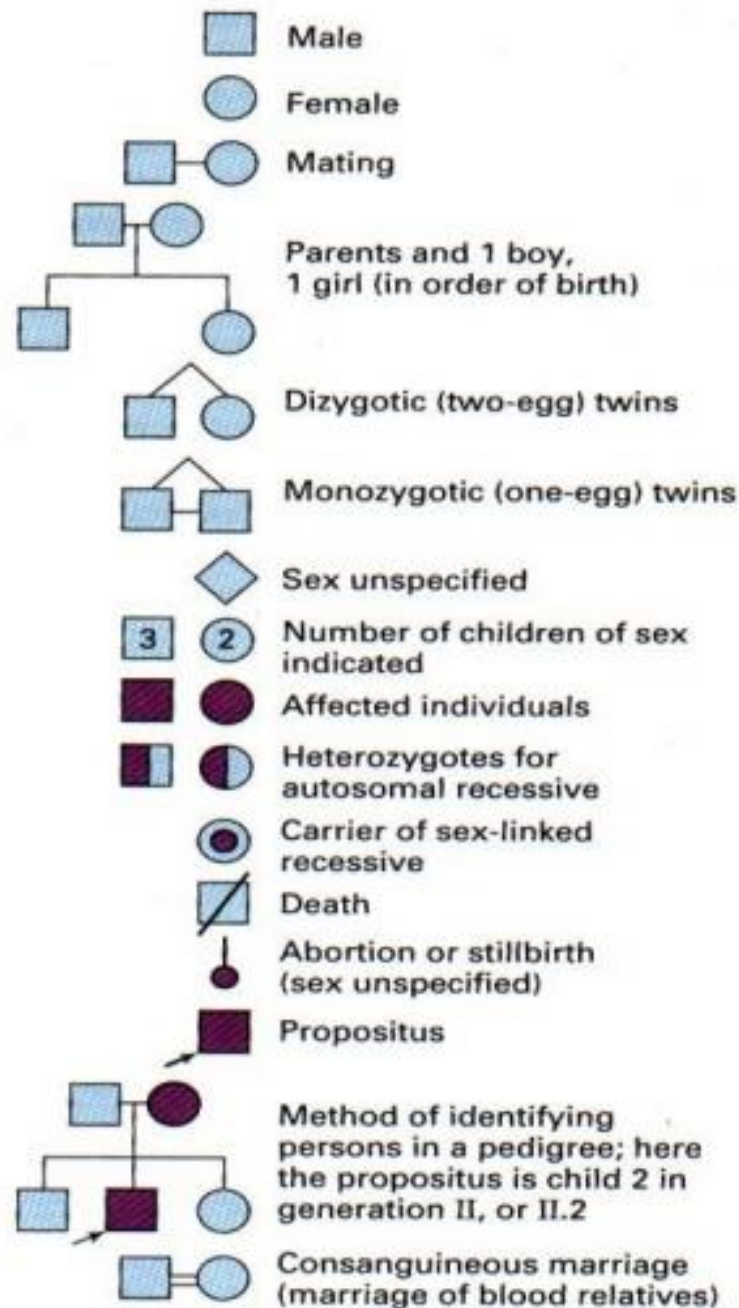 Male
Female
Mating
Parents and 1 boy,
1 girl (in order of birth)
Dizygotic (two-egg) twins
Monozygotic (one-egg) twins
Sex unspecified
3 2 Number of children of sex
indicated
Affected individuals
Heterozygotes for
autosomal recessive
Carrier of sex-linked
recessive
Death
Abortion or stillbirth
(sex unspecified)
Propositus
Method of identifying
persons in a pedigree; here
the propositus is child 2 in
generation II, or II.2
Consanguineous marriage
(marriage of blood relatives)